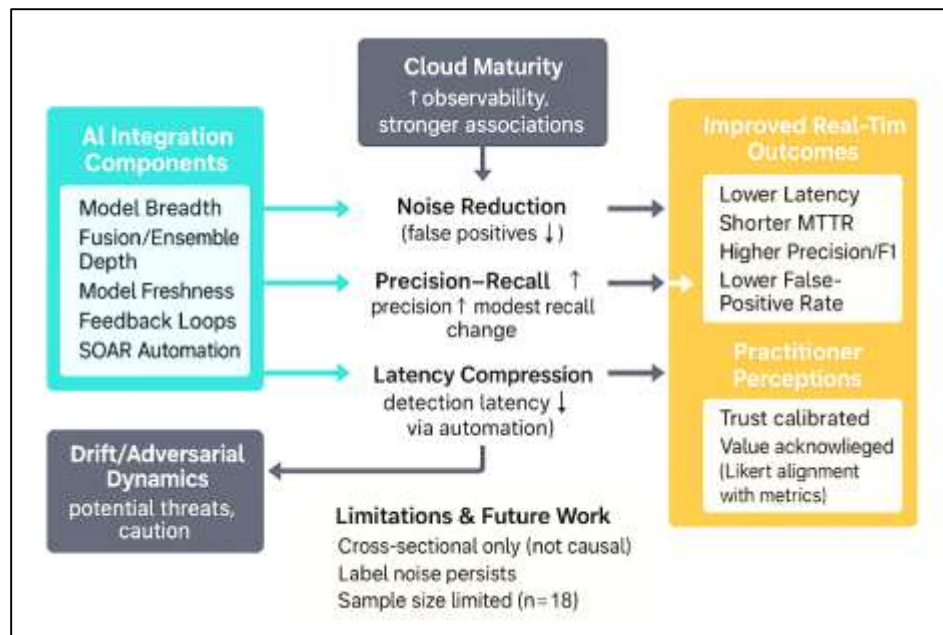 Cloud Maturity
↑ observability,
stronger associations
AI Integration
Components
Model Breadth
Fusion/Ensemble
Depth
Model Freshness
Feedback Loops
SOAR Automation
Noise Reduction
(false positives ↓)
Precision–Recall ↑
precision ↑ modest recall
change
Latency Compression
detection latency ↓
via automation)
Drift/Adversarial
Dynamics
potential threats,
caution
Improved Real-Tim
Outcomes
Lower Latency
Shorter MTTR
Higher Precision/F1
Lower False-
Positive Rate
Practitioner
Perceptions
Trust calibrated
Value acknowlieged
(Likert alignment
with metrics)
Limitations & Future Work
Cross-sectional only (not causal)
Label noise persists
Sample size limited (n=18)